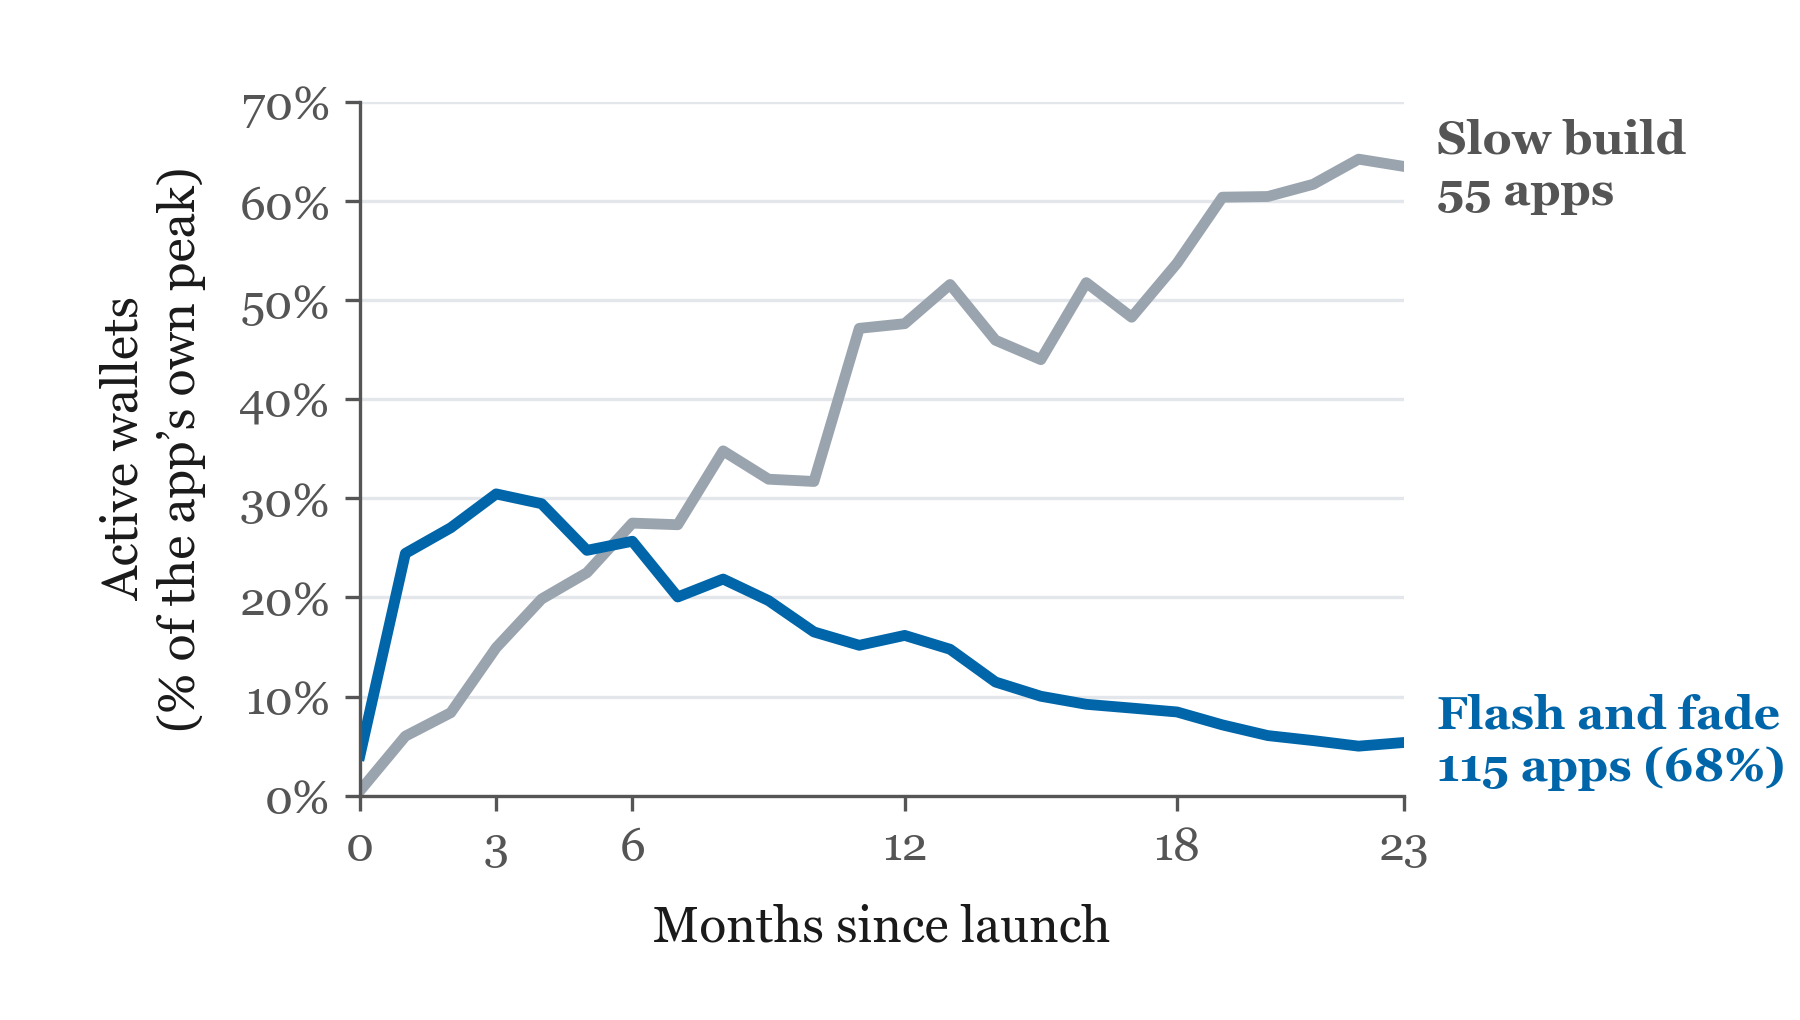 Active wallets
(% of the app’s own peak)
70%
60%
50%
40%
30%
20%
10%
0%
0
3
6
12
18
23
Months since launch
Slow build
55 apps
Flash and fade
115 apps (68%)